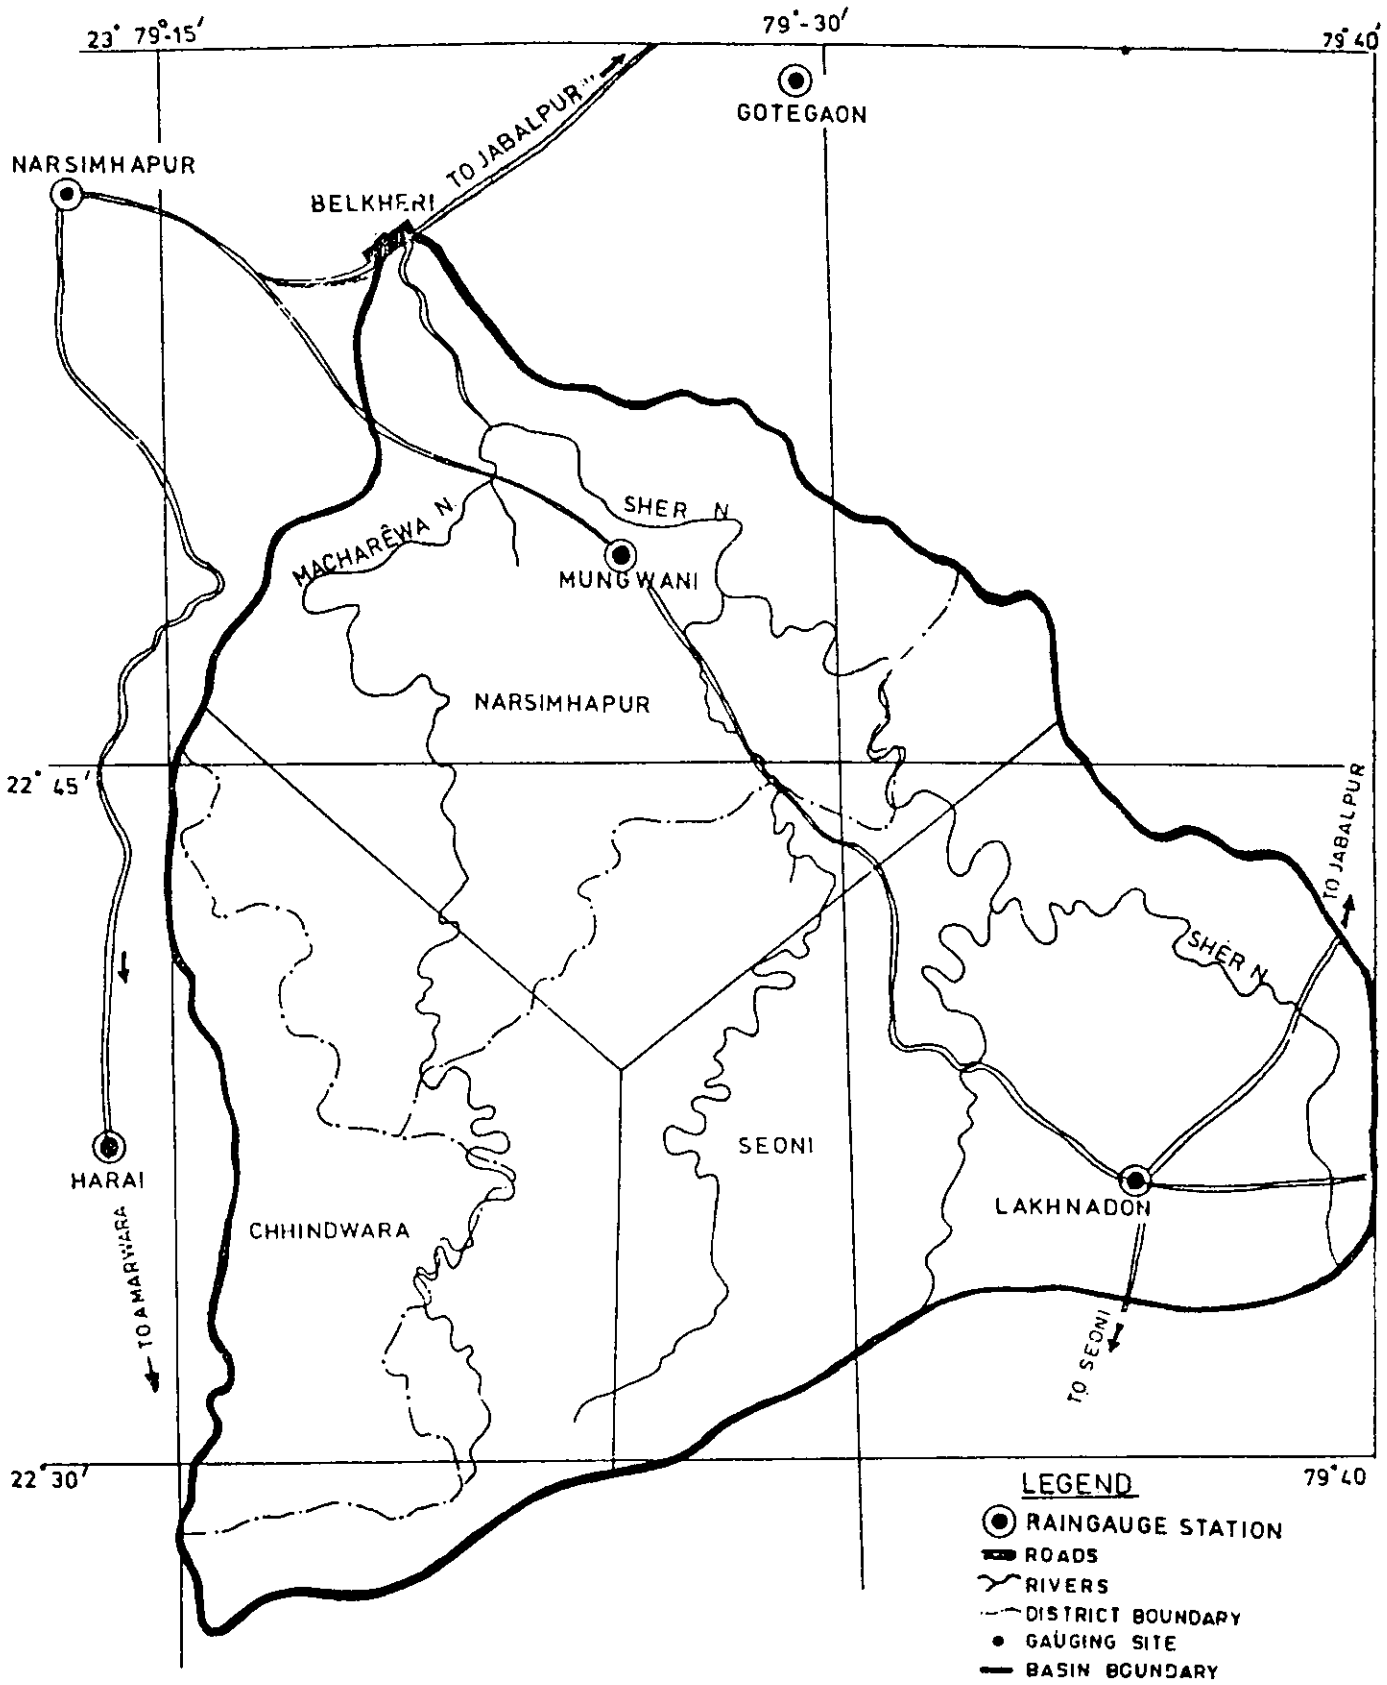 23° 79°-15′
79°-30′
79°40′
GOTEGAON
NARSIMHAPUR
BELKHERI
TO JABALPUR
SHER N
MACHARÊWA N.
MUNGWANI
NARSIMHAPUR
22° 45′
TO JABALPUR
SHER N
SEONI
HARAI
LAKHNADON
CHHINDWARA
TO AMARWARA
TO SEONI
22° 30′
79°40
LEGEND
RAINGAUGE STATION
ROADS
RIVERS
DISTRICT BOUNDARY
GAUGING SITE
BASIN BOUNDARY